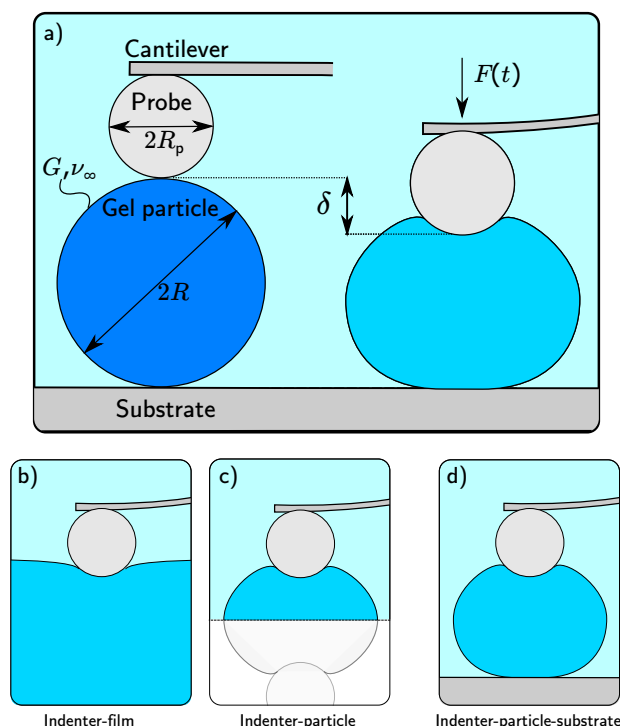 a)
Cantilever
Probe
2Rₚ
F(t)
G,ν∞
Gel particle
δ
2R
Substrate
b)
c)
d)
Indenter-film
Indenter-particle
Indenter-particle-substrate